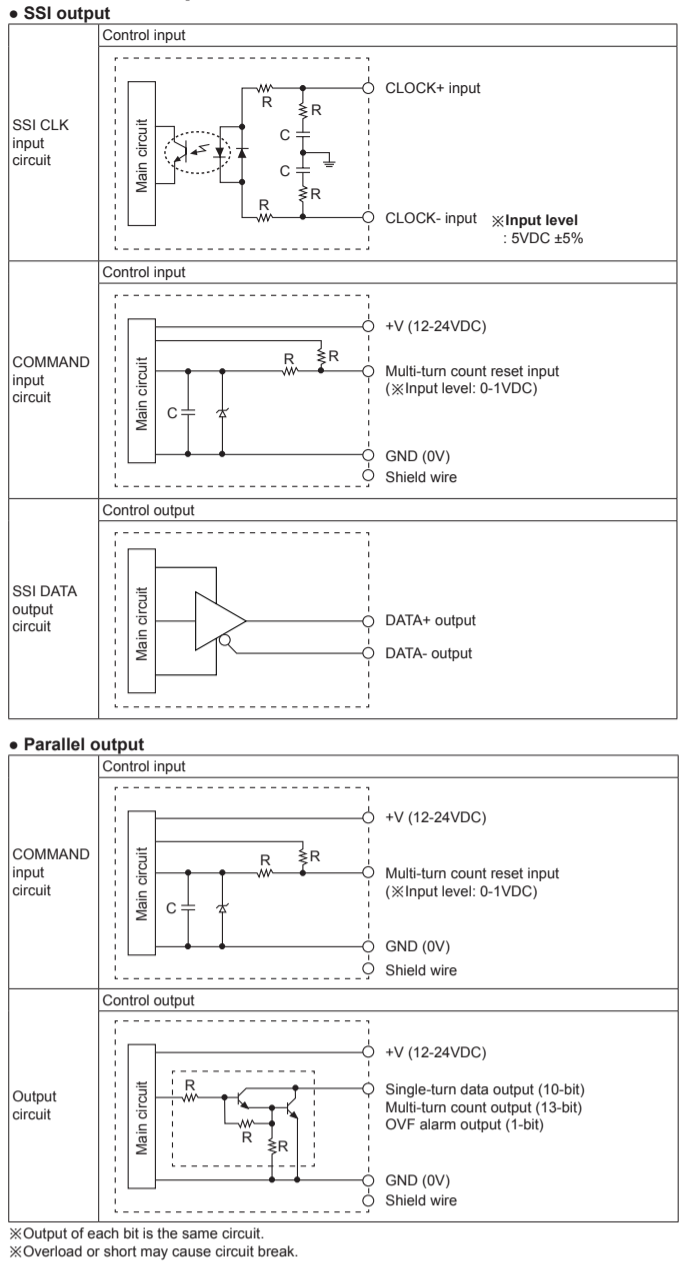 ● SSI output
Control input
SSI CLK
input
circuit
Main circuit
R
R
C
C
R
R
CLOCK+ input
CLOCK- input ※Input level
: 5VDC ±5%
Control input
COMMAND
input
circuit
Main circuit
R
R
C
+V (12-24VDC)
Multi-turn count reset input
(※Input level: 0-1VDC)
GND (0V)
Shield wire
Control output
SSI DATA
output
circuit
Main circuit
DATA+ output
DATA- output
● Parallel output
Control input
COMMAND
input
circuit
Main circuit
R
R
C
+V (12-24VDC)
Multi-turn count reset input
(※Input level: 0-1VDC)
GND (0V)
Shield wire
Control output
Output
circuit
Main circuit
R
R
R
+V (12-24VDC)
Single-turn data output (10-bit)
Multi-turn count output (13-bit)
OVF alarm output (1-bit)
GND (0V)
Shield wire
※Output of each bit is the same circuit.
※Overload or short may cause circuit break.